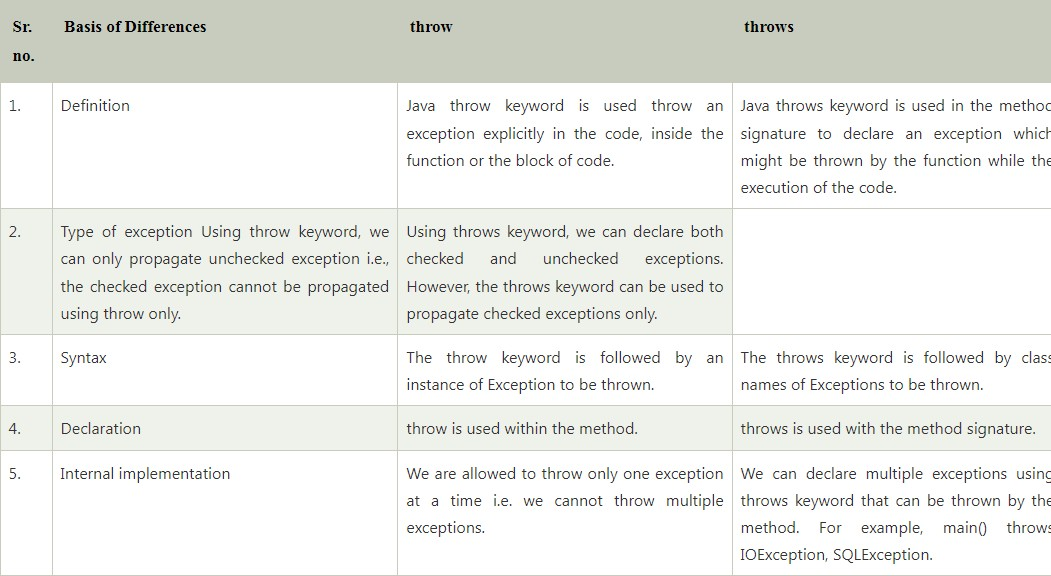 Sr. no.
Basis of Differences
throw
throws
1.
Definition
Java throw keyword is used throw an
exception explicitly in the code, inside the
function or the block of code.
Java throws keyword is used in the method
signature to declare an exception which
might be thrown by the function while the
execution of the code.
2.
Type of exception Using throw keyword, we
can only propagate unchecked exception i.e.,
the checked exception cannot be propagated
using throw only.
Using throws keyword, we can declare both
checked and unchecked exceptions.
However, the throws keyword can be used to
propagate checked exceptions only.
3.
Syntax
The throw keyword is followed by an
instance of Exception to be thrown.
The throws keyword is followed by class
names of Exceptions to be thrown.
4.
Declaration
throw is used within the method.
throws is used with the method signature.
5.
Internal implementation
We are allowed to throw only one exception
at a time i.e. we cannot throw multiple
exceptions.
We can declare multiple exceptions using
throws keyword that can be thrown by the
method. For example, main() throws
IOException, SQLException.